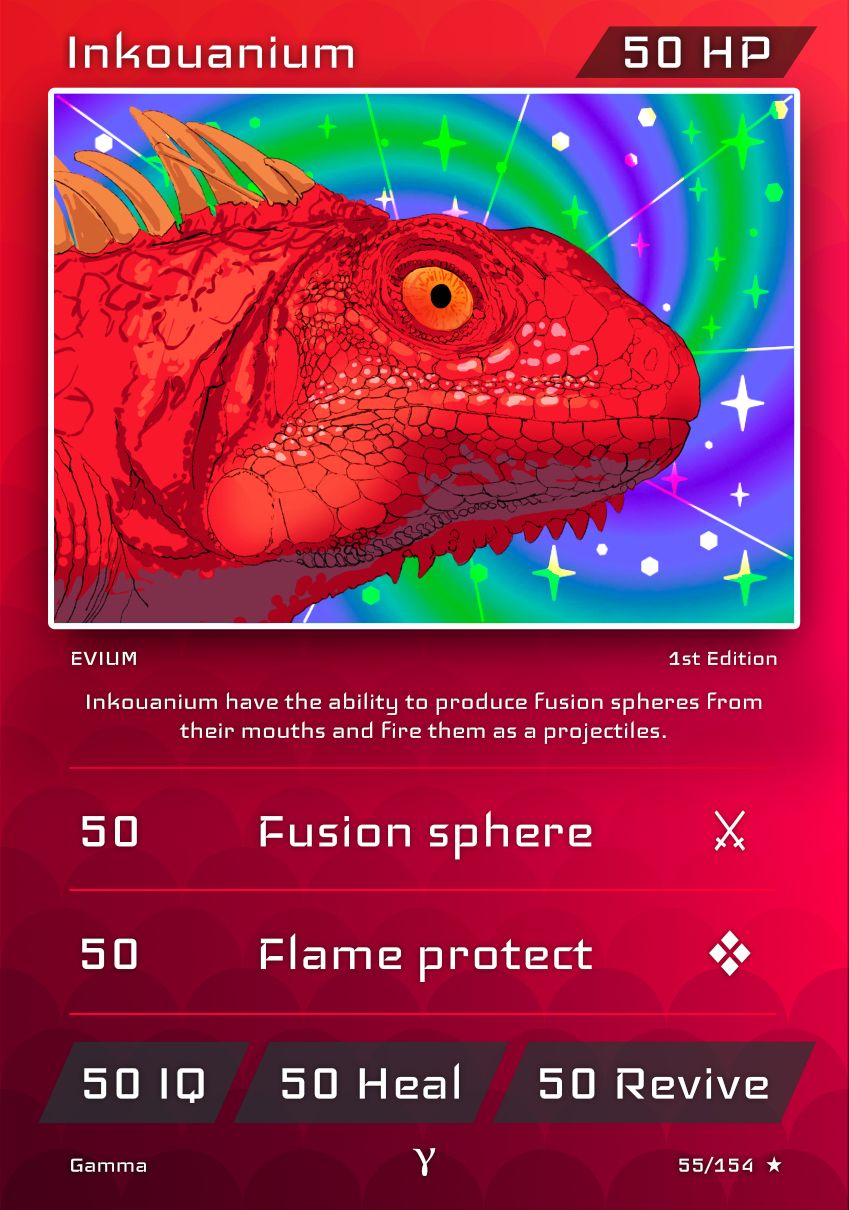 Inkouanium
50 HP
EVIUM
1st Edition
Inkouanium have the ability to produce fusion spheres from
their mouths and fire them as a projectiles.
50 Fusion sphere
50 Flame protect
50 IQ
50 Heal
50 Revive
Gamma
γ
55/154 ★